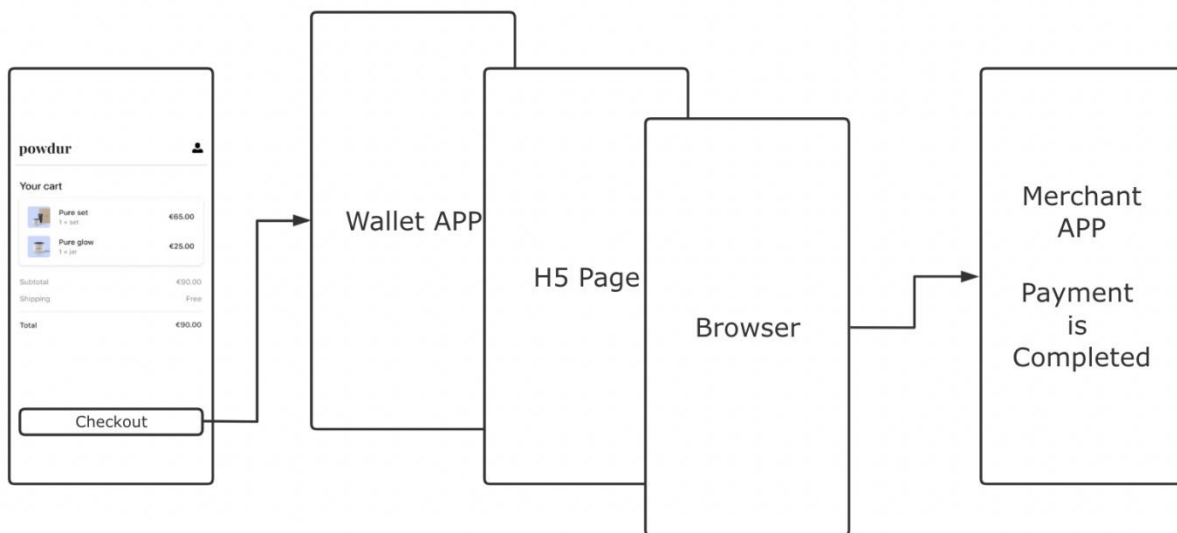 powdur
Your cart
Pure set
€65.00
1 × set
Pure glow
€25.00
1 × jar
Subtotal
€90.00
Shipping
Free
Total
€90.00
Checkout
Wallet APP
H5 Page
Browser
Merchant
APP
Payment
is
Completed